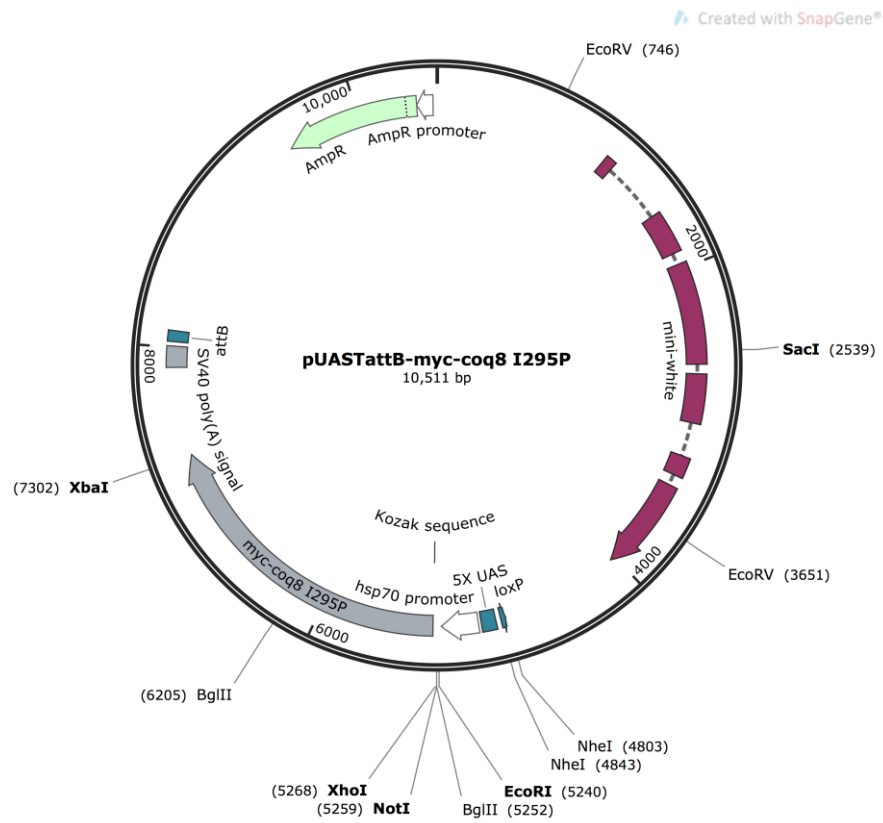 Created with SnapGene®
EcoRV (746)
10,000
AmpR promoter
AmpR
2000
mini-white
SacI (2539)
attB
8000
SV40 poly(A) signal
pUASTattB-myc-coq8 I295P
10,511 bp
(7302) XbaI
Kozak sequence
4000
EcoRV (3651)
5X UAS
loxP
hsp70 promoter
myc-coq8 I295P
6000
(6205) BglII
NheI (4803)
NheI (4843)
(5268) XhoI
EcoRI (5240)
(5259) NotI
BglII (5252)